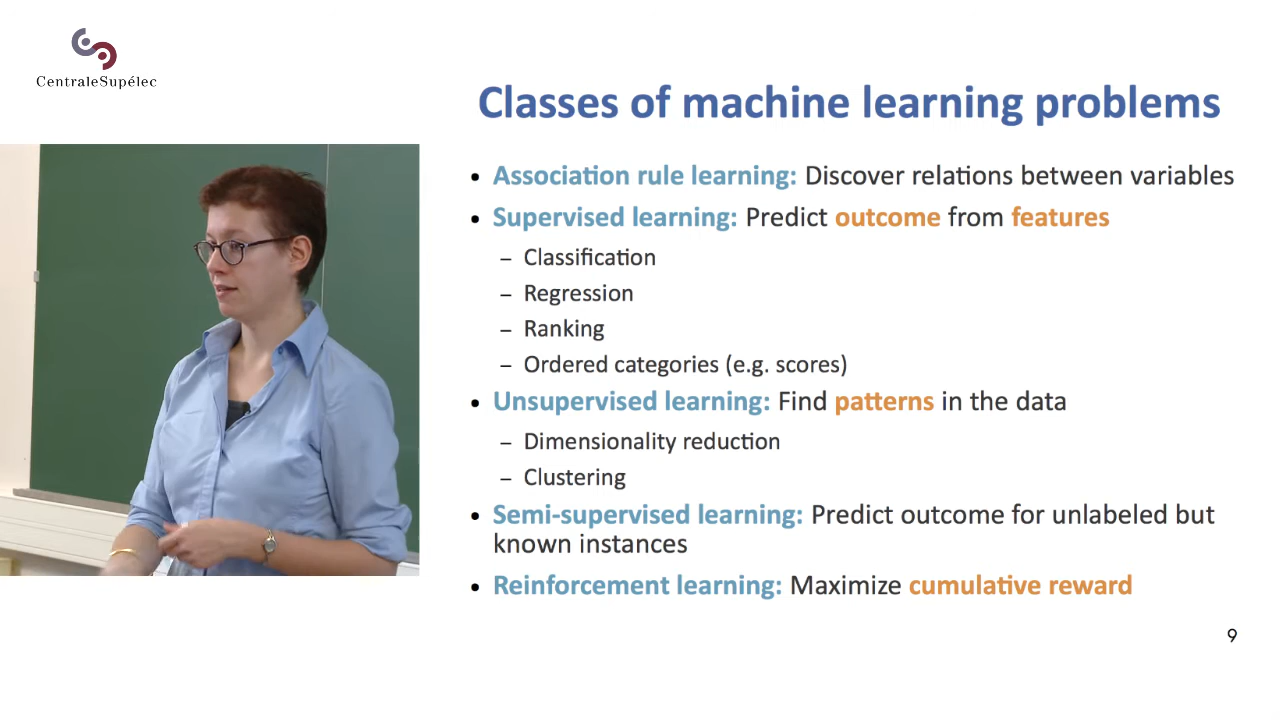 CentraleSupélec
Classes of machine learning problems
• Association rule learning: Discover relations between variables
• Supervised learning: Predict outcome from features
– Classification
– Regression
– Ranking
– Ordered categories (e.g. scores)
• Unsupervised learning: Find patterns in the data
– Dimensionality reduction
– Clustering
• Semi-supervised learning: Predict outcome for unlabeled but
known instances
• Reinforcement learning: Maximize cumulative reward
9